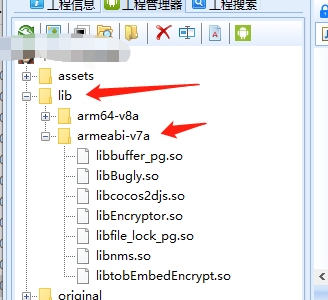 工程信息 工程管理器 工程搜索
assets
lib
arm64-v8a
armeabi-v7a
libbuffer_pg.so
libBugly.so
libcocos2djs.so
libEncryptor.so
libfile_lock_pg.so
libnms.so
libtobEmbedEncrypt.so
original